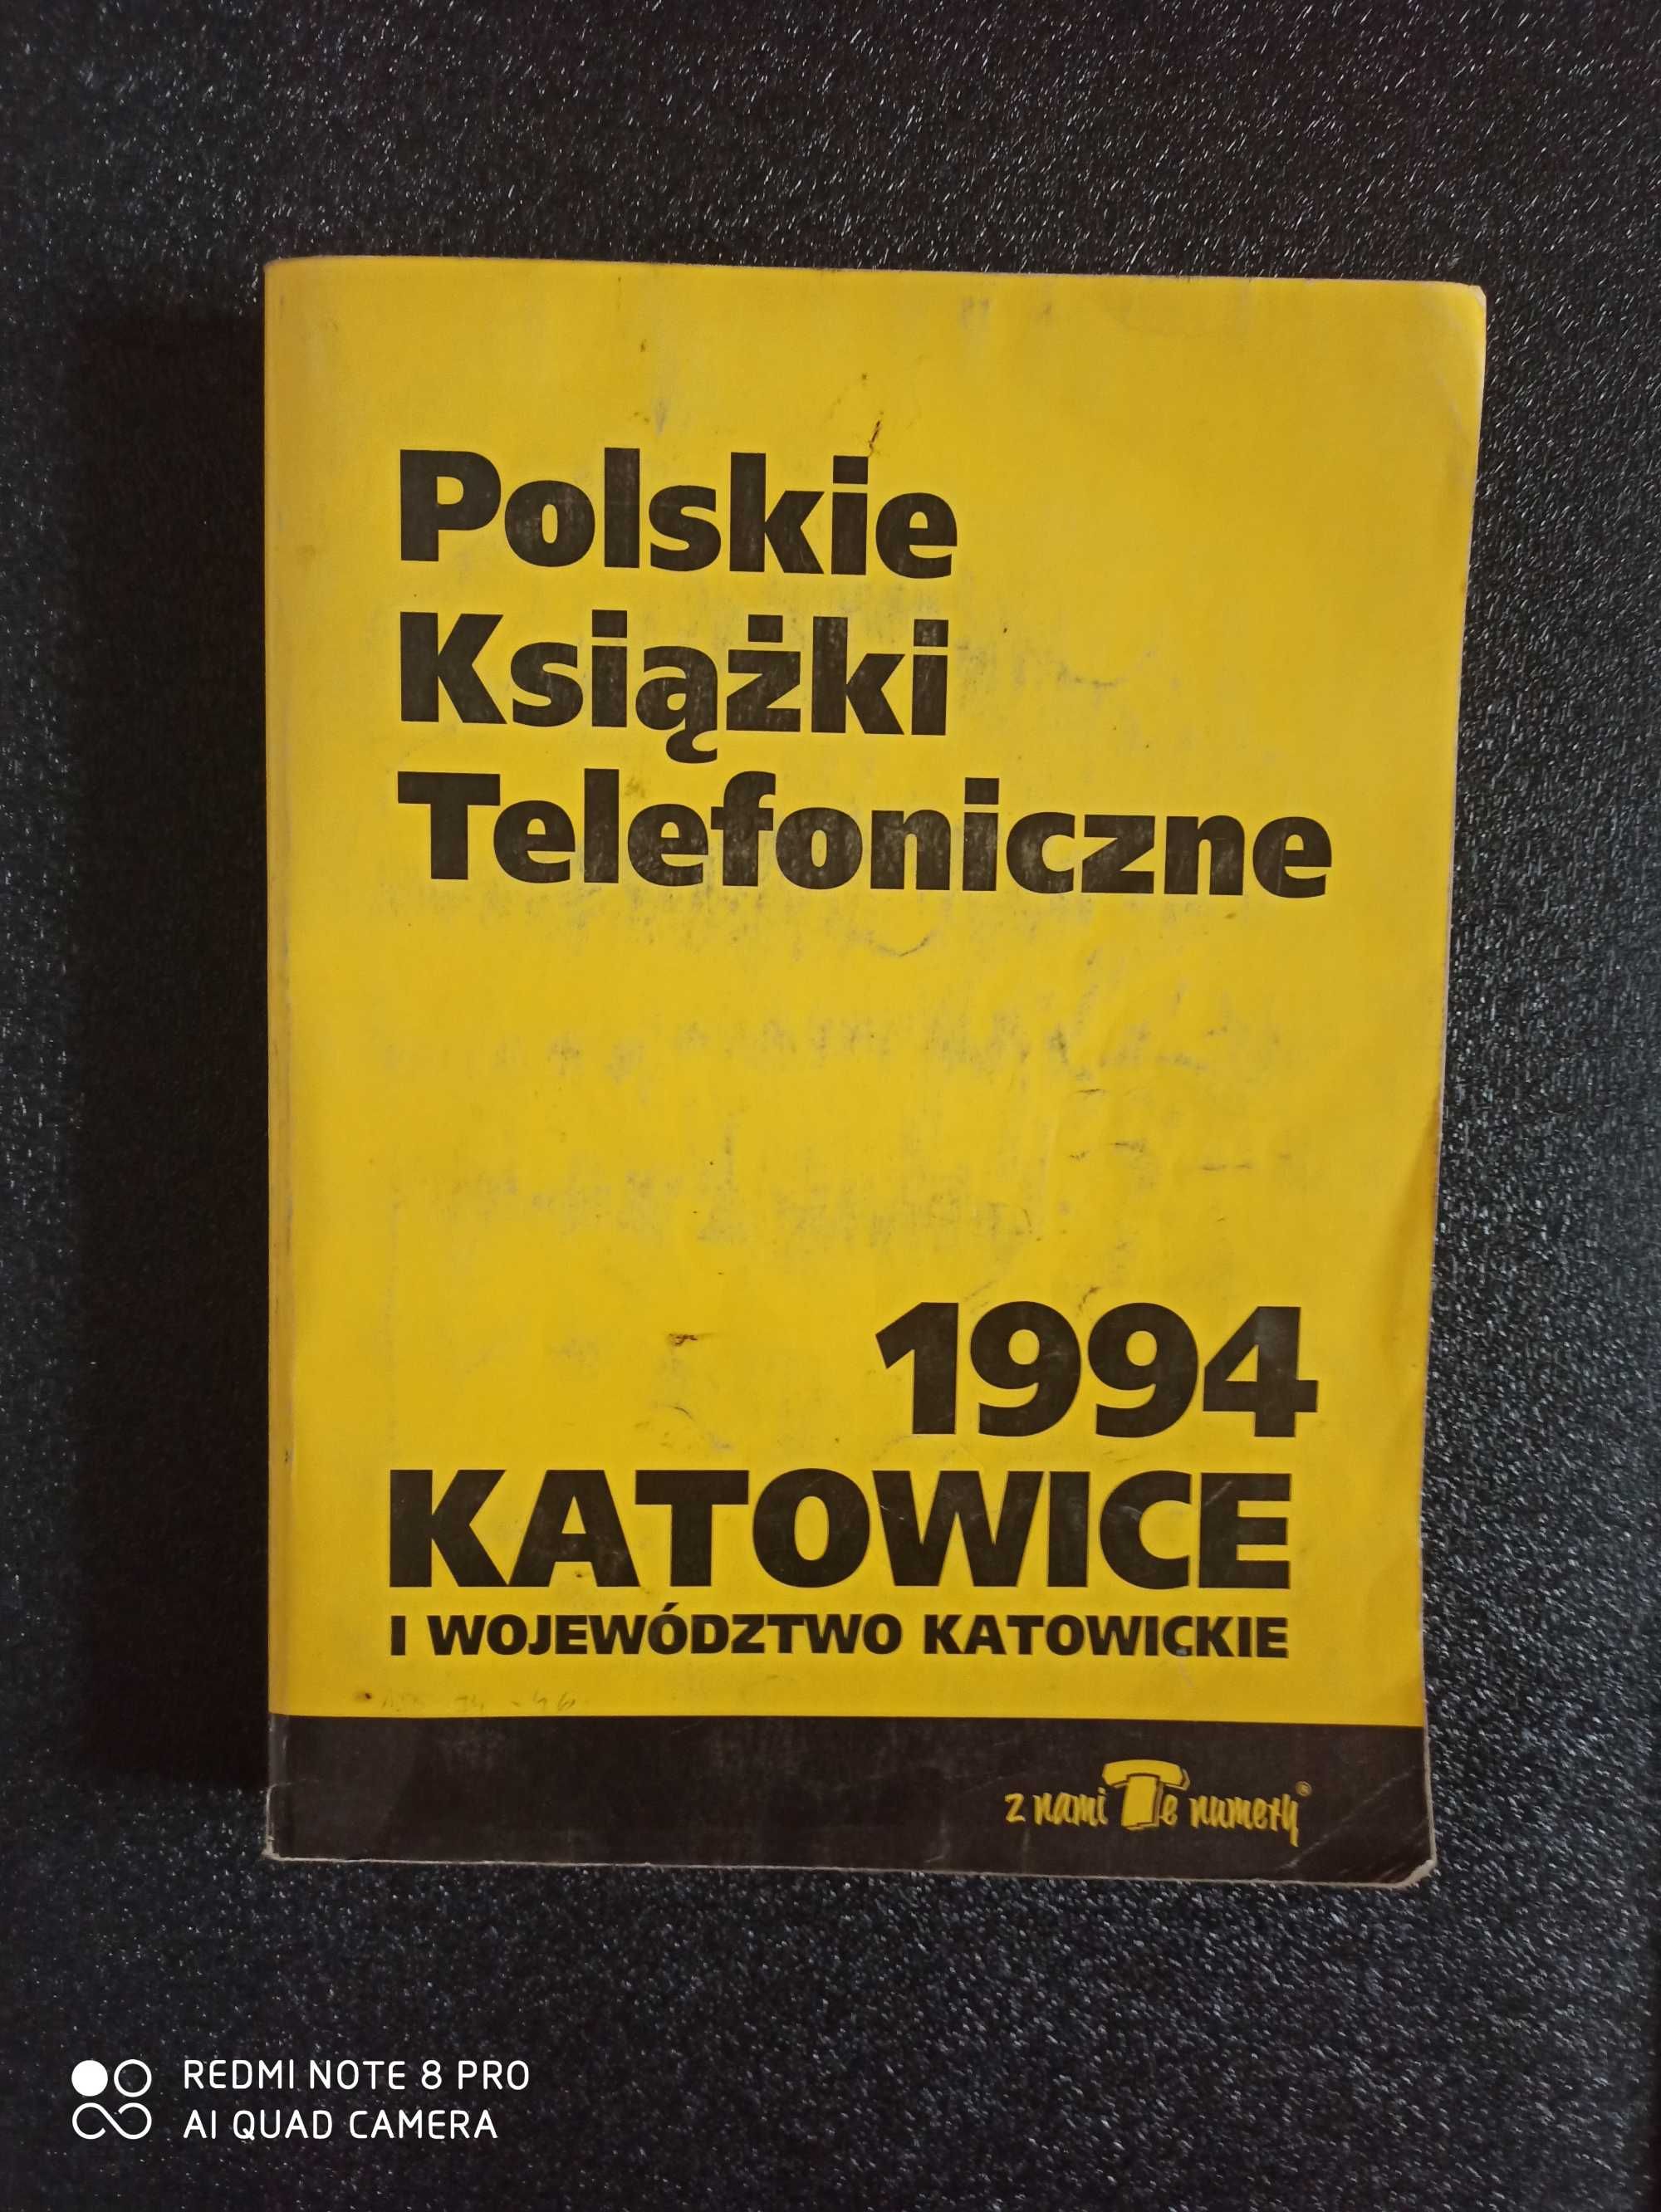 Polskie
Książki
Telefoniczne
1994
KATOWICE
I WOJEWÓDZTWO KATOWICKIE
z nami Te numery®
REDMI NOTE 8 PRO
AI QUAD CAMERA